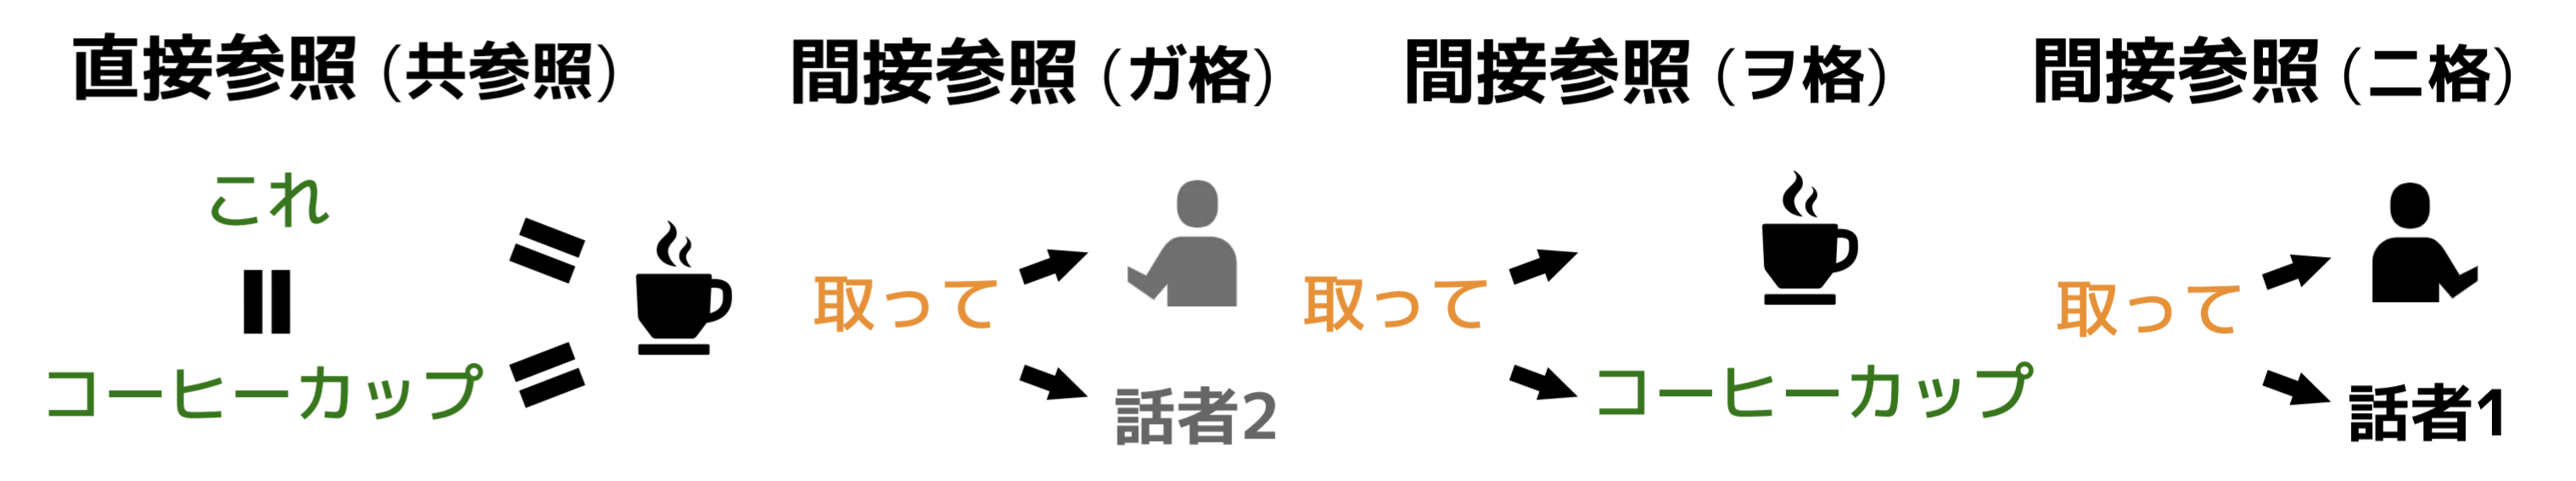 直接参照 (共参照)
これ
コーヒーカップ
間接参照 (ガ格)
取って
話者2
間接参照 (ヲ格)
取って
コーヒーカップ
間接参照 (ニ格)
取って
話者1